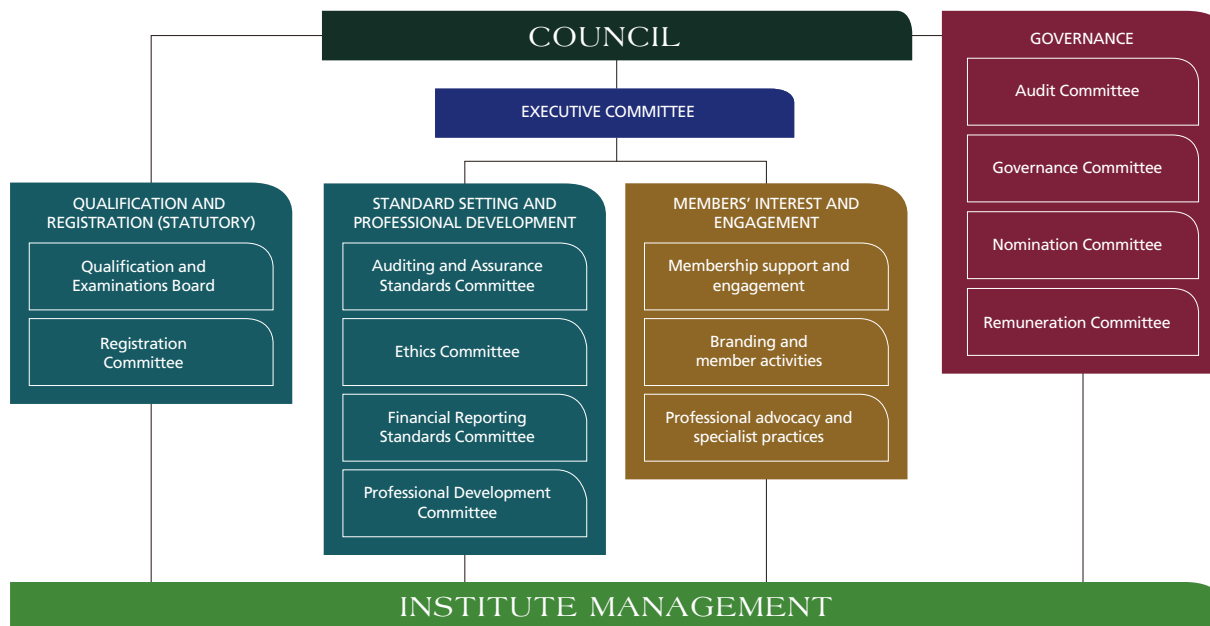 COUNCIL
EXECUTIVE COMMITTEE
QUALIFICATION AND
REGISTRATION (STATUTORY)
Qualification and
Examinations Board
Registration
Committee
STANDARD SETTING AND
PROFESSIONAL DEVELOPMENT
Auditing and Assurance
Standards Committee
Ethics Committee
Financial Reporting
Standards Committee
Professional Development
Committee
MEMBERS’ INTEREST AND
ENGAGEMENT
Membership support and
engagement
Branding and
member activities
Professional advocacy and
specialist practices
GOVERNANCE
Audit Committee
Governance Committee
Nomination Committee
Remuneration Committee
INSTITUTE MANAGEMENT